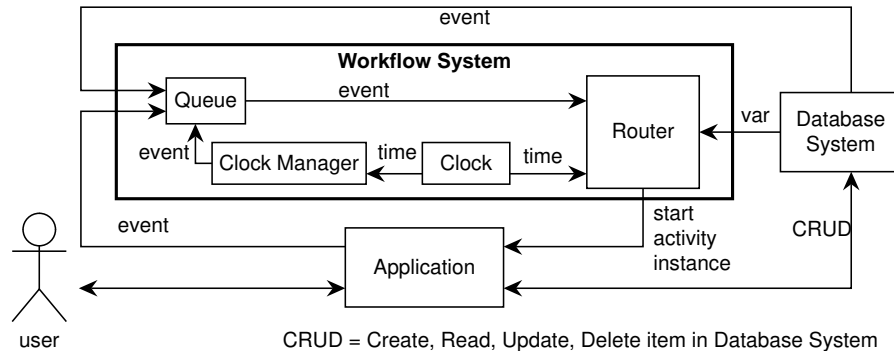 event
Workflow System
Queue
event
Router
var
Database
System
event
Clock Manager
time
Clock
time
event
start
activity
instance
CRUD
Application
user
CRUD = Create, Read, Update, Delete item in Database System